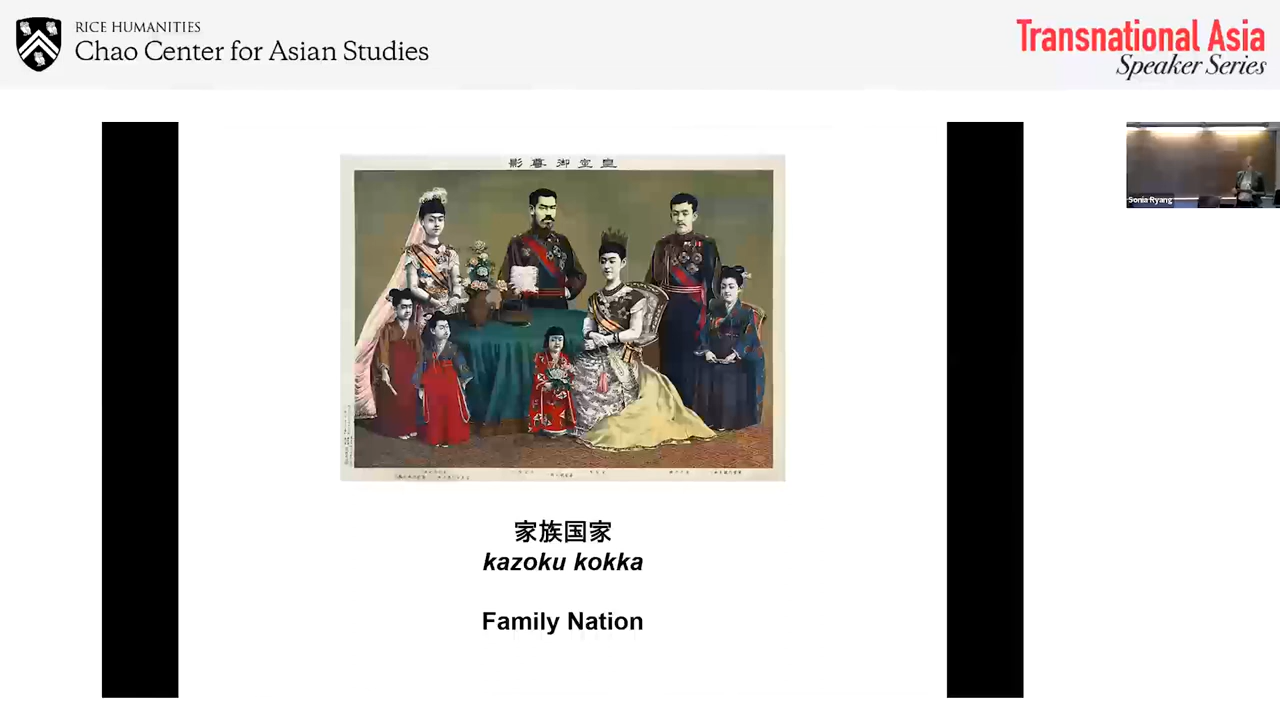 RICE HUMANITIES
Chao Center for Asian Studies
Transnational Asia
Speaker Series
Sonia Ryang
影尊御室皇
家族国家
kazoku kokka
Family Nation